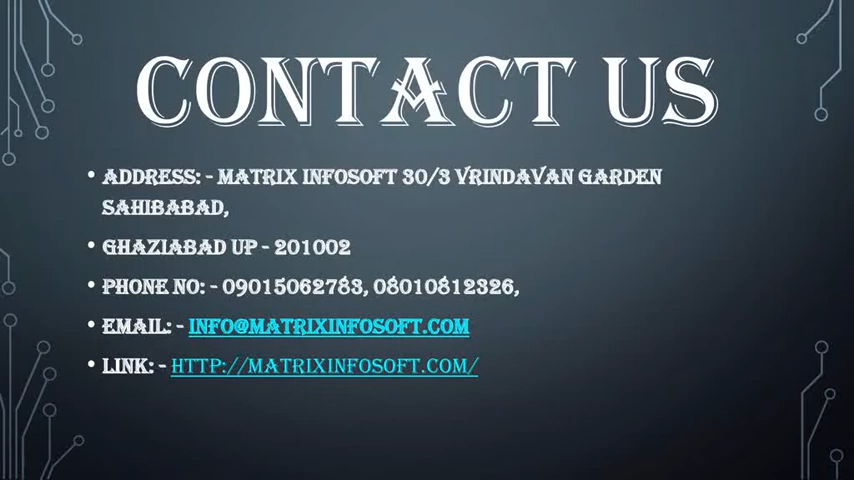 CONTACT US
• ADDRESS: - MATRIX INFOSOFT 30/3 VRINDAVAN GARDEN
SAHIBABAD,
• GHAZIABAD UP - 201002
• PHONE NO: - 09015062783, 08010812326,
• EMAIL: - INFO@MATRIXINFOSOFT.COM
• LINK: - HTTP://MATRIXINFOSOFT.COM/